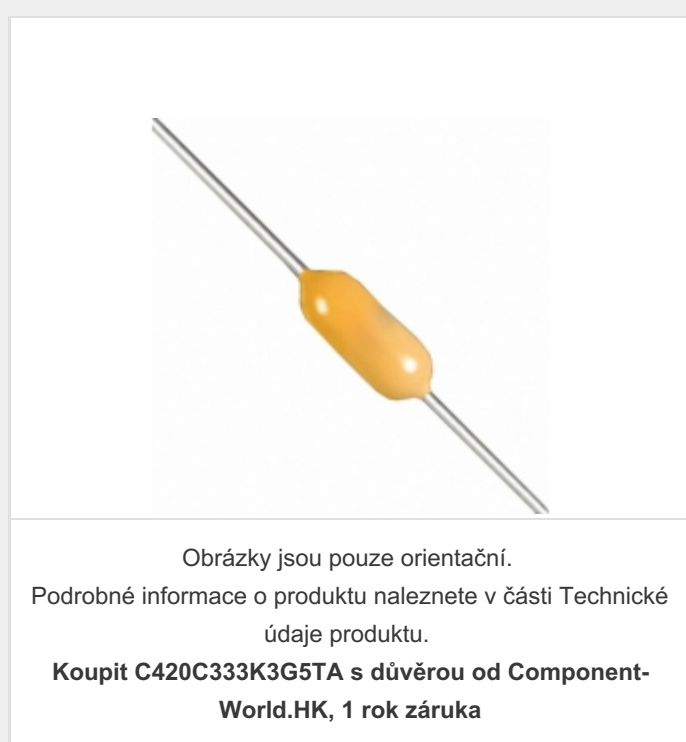 Obrázky jsou pouze orientační.
Podrobné informace o produktu naleznete v části Technické
údaje produktu.
Koupit C420C333K3G5TA s důvěrou od Component-
World.HK, 1 rok záruka